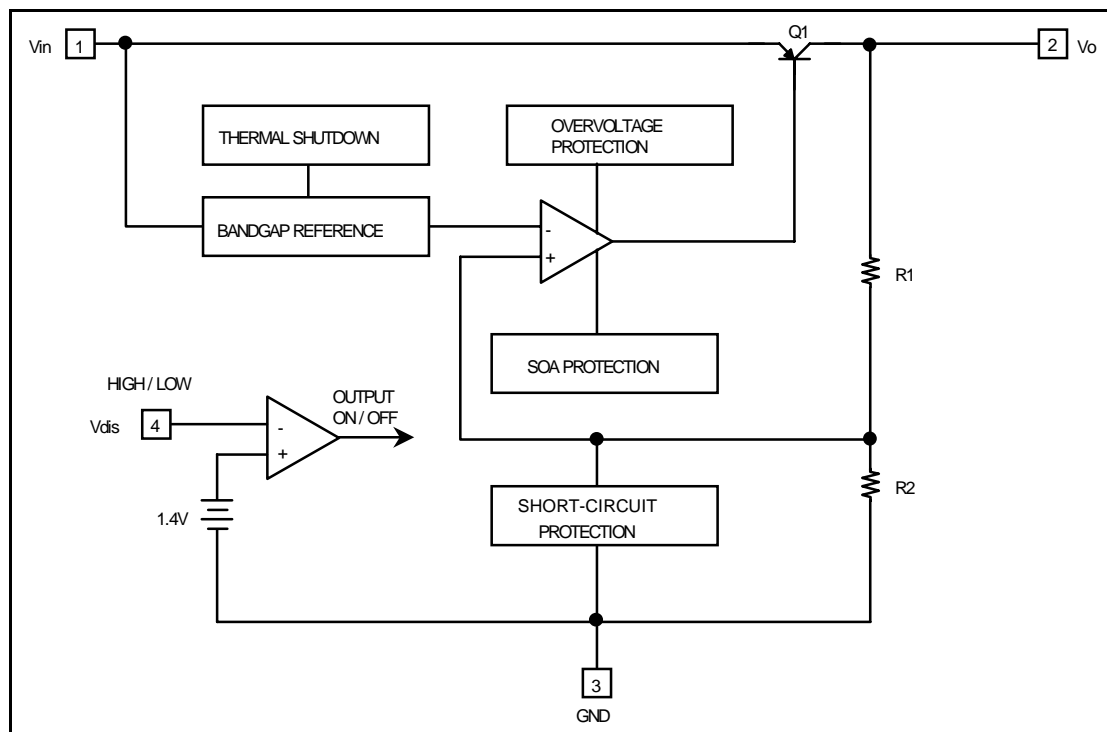 Q1
Vin 1
2 Vo
THERMAL SHUTDOWN
OVERVOLTAGE
PROTECTION
BANDGAP REFERENCE
-
+
R1
SOA PROTECTION
HIGH / LOW
OUTPUT
ON / OFF
Vdis 4
-
+
R2
SHORT-CIRCUIT
PROTECTION
1.4V
3
GND